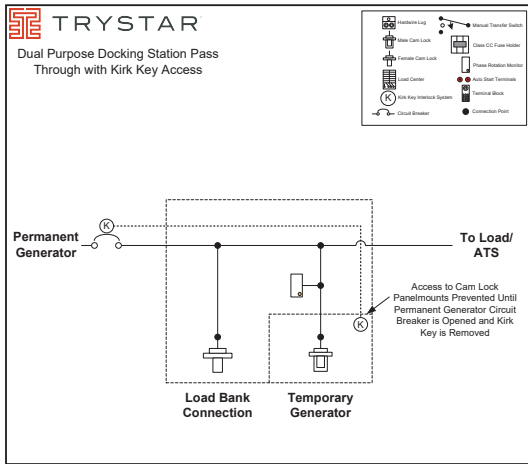 TRYSTAR
Dual Purpose Docking Station Pass
Through with Kirk Key Access
Hardwire Lug
Male Cam Lock
Female Cam Lock
Load Center
K
Kirk Key Interlock System
Circuit Breaker
Manual Transfer Switch
Class CC Fuse Holder
Phase Rotation Monitor
Auto Start Terminals
Terminal Block
Connection Point
K
Permanent
Generator
To Load/
ATS
K
Access to Cam Lock
Panelmounts Prevented Until
Permanent Generator Circuit
Breaker is Opened and Kirk
Key is Removed
Load Bank
Connection
Temporary
Generator